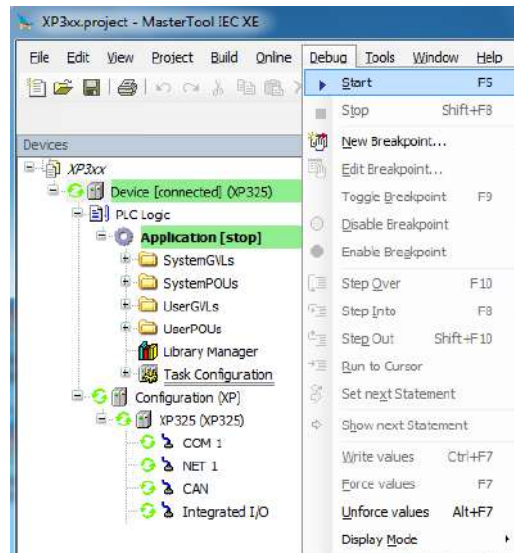 XP3xx.project - MasterTool IEC XE
File Edit View Project Build Online Debug Tools Window Help
Devices
XP3xx
Device [connected] (XP325)
PLC Logic
Application [stop]
SystemGVLs
SystemPOUs
UserGVLs
UserPOUs
Library Manager
Task Configuration
Configuration (XP)
XP325 (XP325)
COM 1
NET 1
CAN
Integrated I/O
Start F5
Stop Shift+F8
New Breakpoint...
Edit Breakpoint...
Toggle Breakpoint F9
Disable Breakpoint
Enable Breakpoint
Step Over F10
Step Into F8
Step Out Shift+F10
Run to Cursor
Set next Statement
Show next Statement
Write values Ctrl+F7
Force values F7
Unforce values Alt+F7
Display Mode